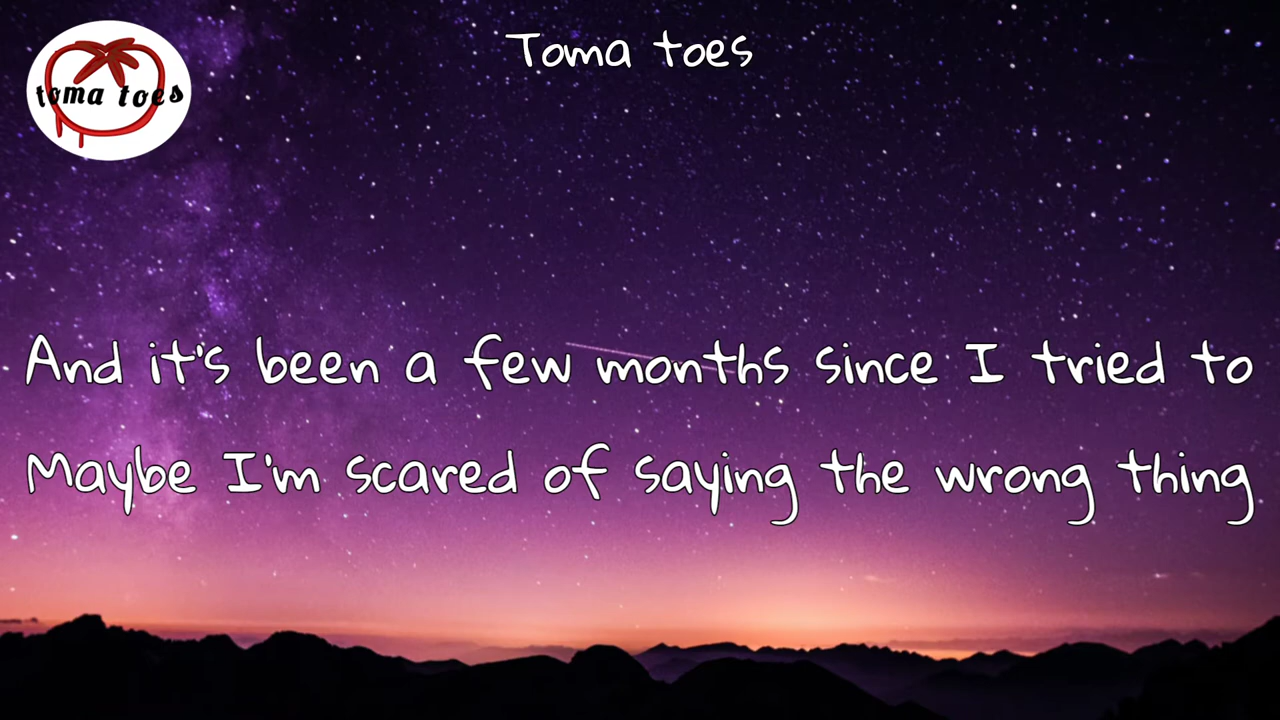 toma toes
Toma toes
And it's been a few months since I tried to
Maybe I'm scared of saying the wrong thing